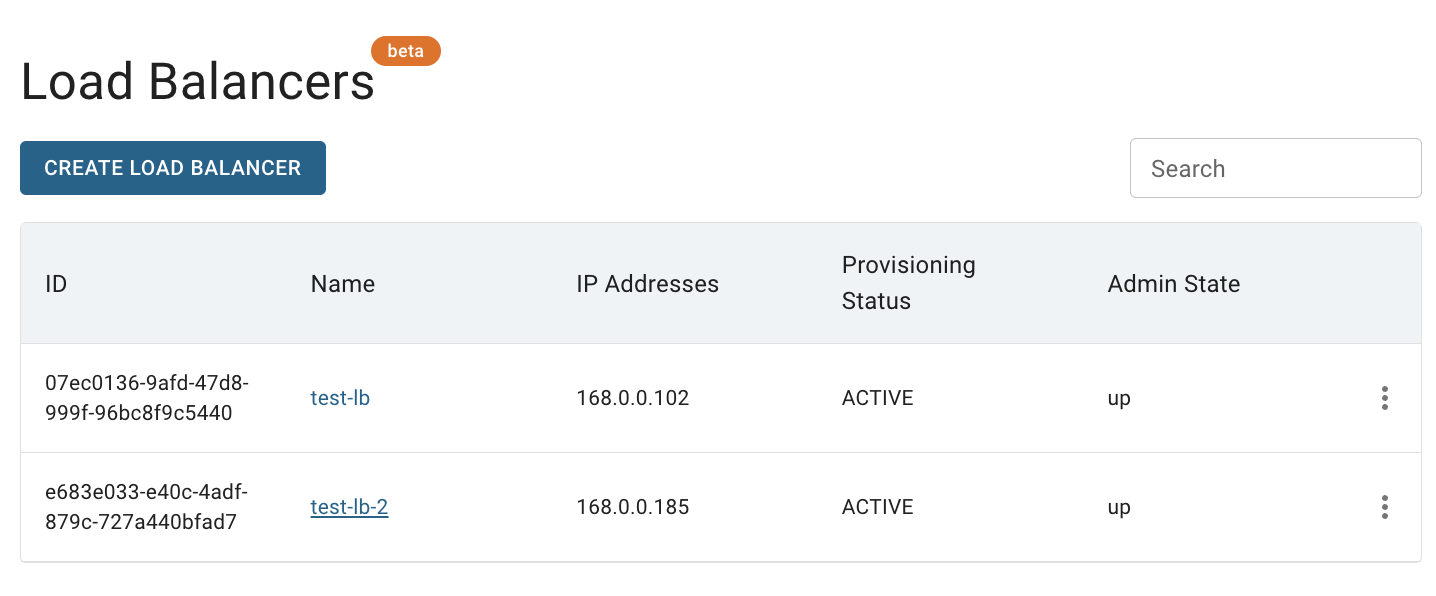 beta
Load Balancers
CREATE LOAD BALANCER
Search
ID
Name
IP Addresses
Provisioning
Status
Admin State
07ec0136-9afd-47d8-
999f-96bc8f9c5440
test-lb
168.0.0.102
ACTIVE
up
e683e033-e40c-4adf-
879c-727a440bfad7
test-lb-2
168.0.0.185
ACTIVE
up